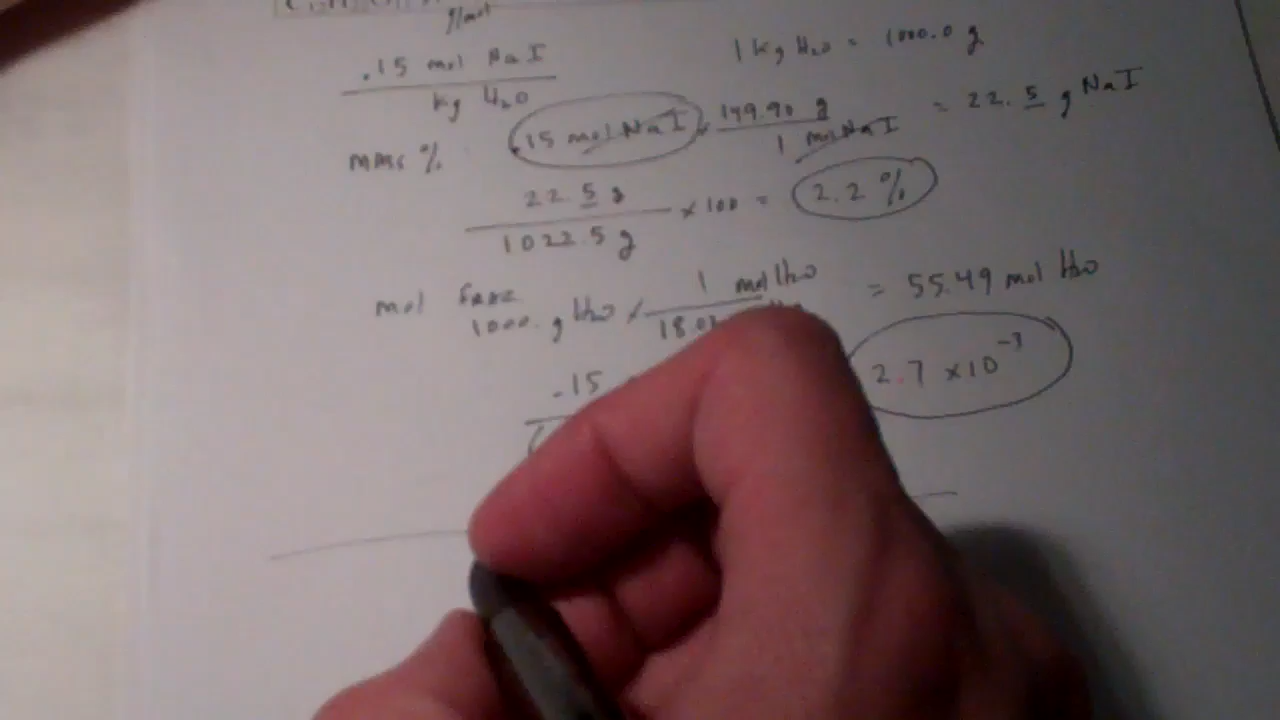 g/mol
.15 mol NaI 1 kg H2O = 1000.0 g
kg H2O
mass % .15 mol NaI × 149.90 g = 22.5 g NaI
1 mol NaI
22.5 g × 100 = 2.2 %
1022.5 g
mol frac
1000. g H2O × 1 mol H2O = 55.49 mol H2O
18.0
.15 2.7 × 10⁻³
(